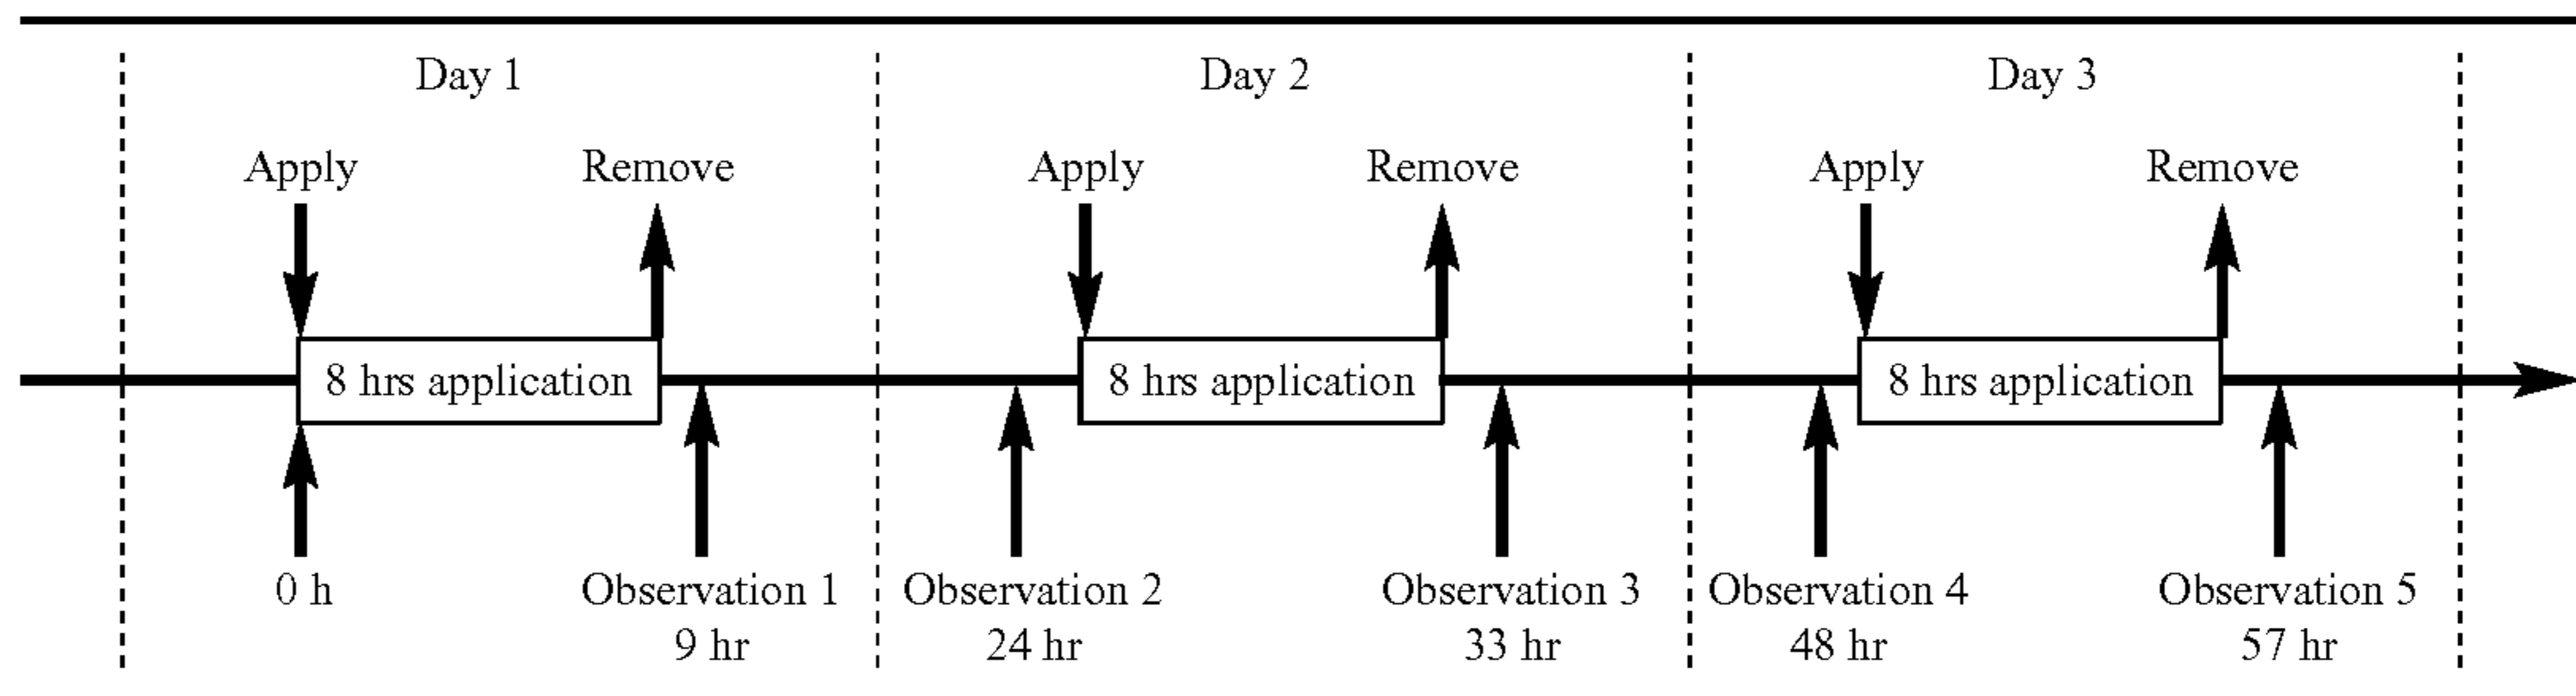 Day 1 Day 2 Day 3
Apply Remove Apply Remove Apply Remove
8 hrs application 8 hrs application 8 hrs application
0 h Observation 1 Observation 2 Observation 3 Observation 4 Observation 5
9 hr 24 hr 33 hr 48 hr 57 hr